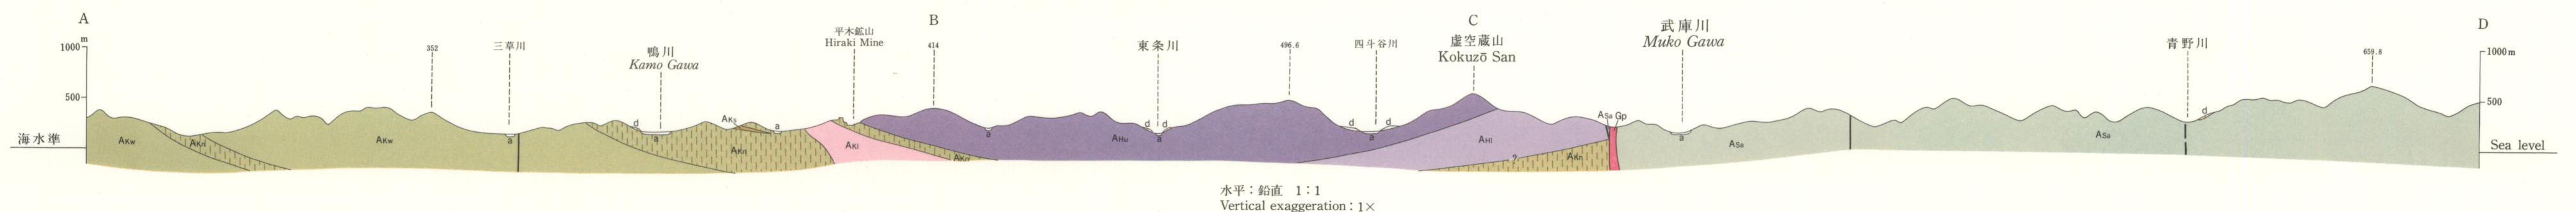 A
B
C
D
1000 m
500
海水準
352
三草川
鴨川
Kamo Gawa
平木鉱山
Hiraki Mine
414
東条川
496.6
四斗谷川
虚空蔵山
Kokuzō San
武庫川
Muko Gawa
青野川
659.8
1000m
500
Sea level
AKw
AKn
AKw
a
d
a
AKs
AKn
a
AKi
AKn
a
AHu
d
d
a
d
d
a
AHl
?
AKn
ASa
Gp
a
ASa
ASa
d
水平：鉛直 1：1
Vertical exaggeration：1×